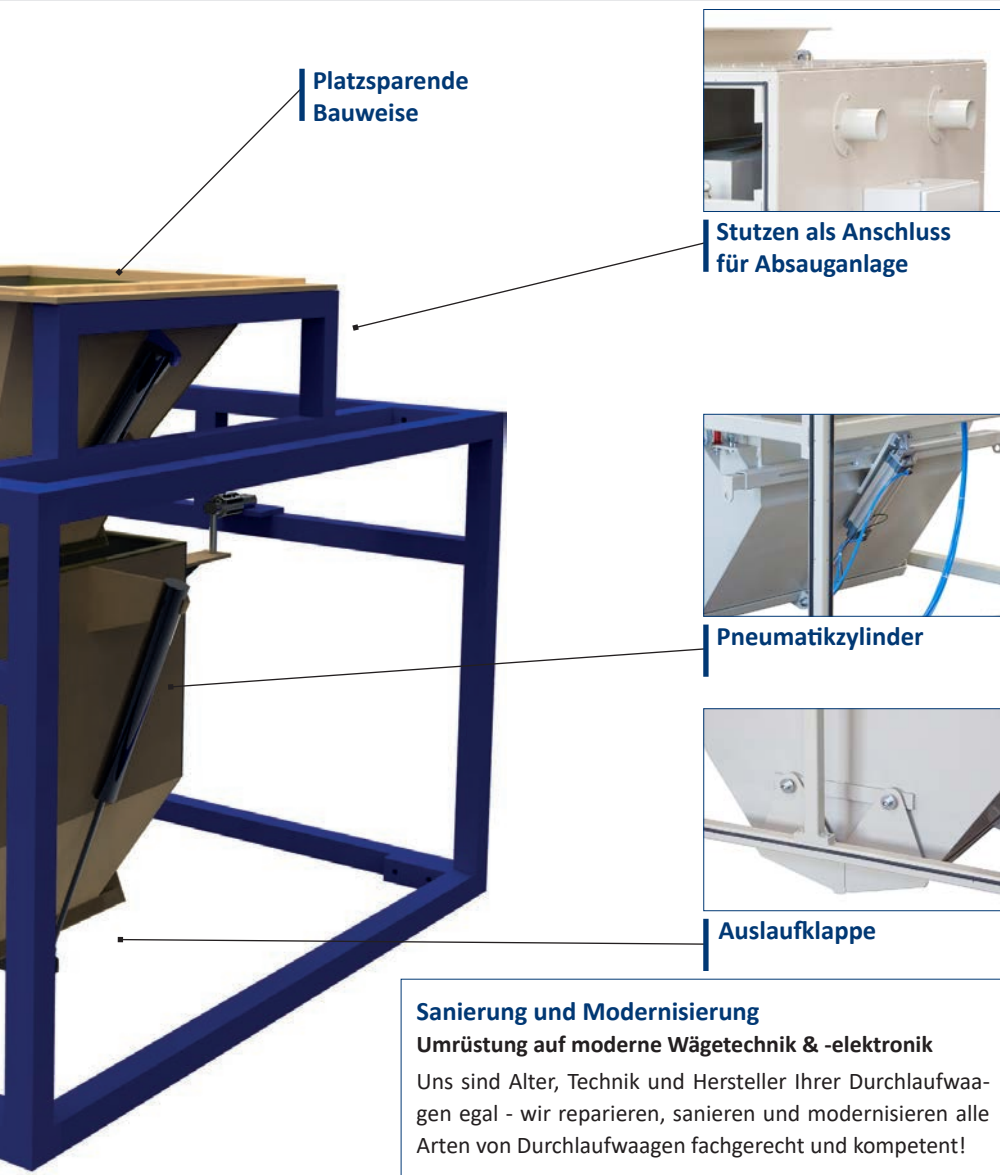 Platzsparende
Bauweise
Stutzen als Anschluss
für Absauganlage
Pneumatikzylinder
Auslaufklappe
Sanierung und Modernisierung
Umrüstung auf moderne Wägetechnik & -elektronik
Uns sind Alter, Technik und Hersteller Ihrer Durchlaufwaa-
gen egal - wir reparieren, sanieren und modernisieren alle
Arten von Durchlaufwaagen fachgerecht und kompetent!